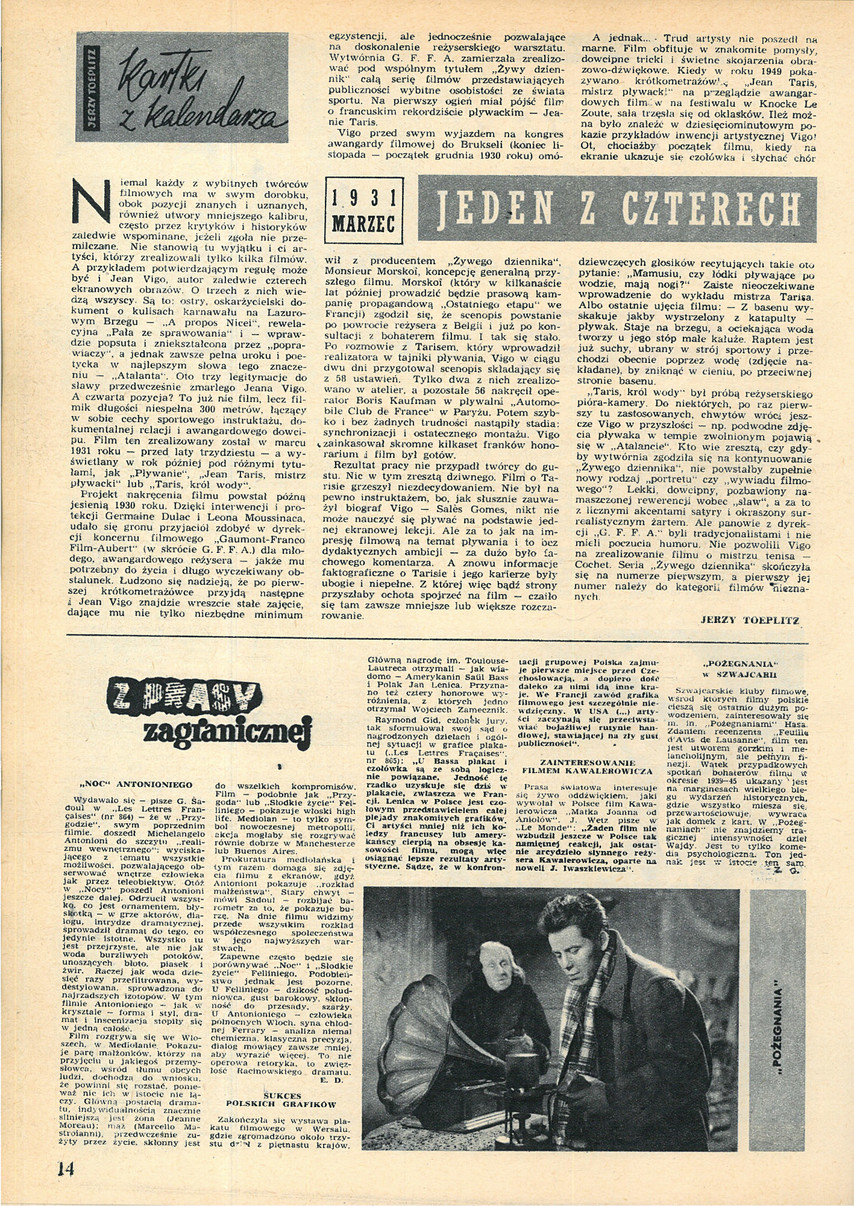 JERZY TOEPLITZ
Kartki
z kalendarza
Niemal każdy z wybitnych twórców
filmowych ma w swym dorobku,
obok pozycji znanych i uznanych,
również utwory mniejszego kalibru,
często przez krytyków i historyków
zaledwie wspominane, jeżeli zgoła nie prze-
milczane. Nie stanowią tu wyjątku i ci ar-
tyści, którzy zrealizowali tylko kilka filmów.
A przykładem potwierdzającym regułę może
być i Jean Vigo, autor zaledwie czterech
ekranowych obrazów. O trzech z nich wie-
dzą wszyscy. Są to: ostry, oskarżycielski do-
kument o kulisach karnawału na Lazuro-
wym Brzegu — „A propos Nicei", rewela-
cyjna „Pała ze sprawowania" i — wpraw-
dzie popsuta i zniekształcona przez „popra-
wiaczy", a jednak zawsze pełna uroku i poe-
tycka w najlepszym słowa tego znacze-
niu — „Atalanta". Oto trzy legitymacje do
sławy przedwcześnie zmarłego Jeana Vigo.
A czwarta pozycja? To już nie film, lecz fil-
mik długości niespełna 300 metrów, łączący
w sobie cechy sportowego instruktażu, do-
kumentalnej relacji i awangardowego dowci-
pu. Film ten zrealizowany został w marcu
1931 roku — przed laty trzydziestu — a wy-
świetlany w rok później pod różnymi tytu-
łami, jak „Pływanie", „Jean Taris, mistrz
pływacki" lub „Taris, król wody".
Projekt nakręcenia filmu powstał późną
jesienią 1930 roku. Dzięki interwencji i pro-
tekcji Germaine Dulac i Leona Moussinaca,
udało się gronu przyjaciół zdobyć w dyrek-
cji koncernu filmowego „Gaumont-Franco
Film-Aubert" (w skrócie G. F. F. A.) dla mło-
dego, awangardowego reżysera — jakże mu
potrzebny do życia i długo wyczekiwany ob-
stalunek. Łudzono się nadzieją, że po pierw-
szej krótkometrażówce przyjdą następne
i Jean Vigo znajdzie wreszcie stałe zajęcie,
dające mu nie tylko niezbędne minimum
egzystencji, ale jednocześnie pozwalające
na doskonalenie reżyserskiego warsztatu.
Wytwórnia G. F. F. A. zamierzała zrealizo-
wać pod wspólnym tytułem „Żywy dzien-
nik" całą serię filmów przedstawiających
publiczności wybitne osobistości ze świata
sportu. Na pierwszy ogień miał pójść film
o francuskim rekordziście pływackim — Jea-
nie Taris.
Vigo przed swym wyjazdem na kongres
awangardy filmowej do Brukseli (koniec li-
stopada — początek grudnia 1930 roku) omó-
1931
MARZEC
JEDEN Z CZTERECH
wił z producentem „Żywego dziennika",
Monsieur Morskoï, koncepcję generalną przy-
szłego filmu. Morskoï (który w kilkanaście
lat później prowadzić będzie prasową kam-
panię propagandową „Ostatniego etapu" we
Francji) zgodził się, że scenopis powstanie
po powrocie reżysera z Belgii i już po kon-
sultacji z bohaterem filmu. I tak się stało.
Po rozmowie z Tarisem, który wprowadził
realizatora w tajniki pływania, Vigo w ciągu
dwu dni przygotował scenopis składający się
z 58 ustawień. Tylko dwa z nich zrealizo-
wano w atelier, a pozostałe 56 nakręcił ope-
rator Boris Kaufman w pływalni „Automo-
bile Club de France" w Paryżu. Potem szyb-
ko i bez żadnych trudności nastąpiły stadia:
synchronizacji i ostatecznego montażu. Vigo
zainkasował skromne kilkaset franków hono-
rarium i film był gotów.
Rezultat pracy nie przypadł twórcy do gu-
stu. Nic w tym zresztą dziwnego. Film o Ta-
risie grzeszył niezdecydowaniem. Nie był na
pewno instruktażem, bo, jak słusznie zauwa-
żył biograf Vigo — Salès Gomes, nikt nie
może nauczyć się pływać na podstawie jed-
nej ekranowej lekcji. Ale za to jak na im-
presję filmową na temat pływania i to bez
dydaktycznych ambicji — za dużo było fa-
chowego komentarza. A znowu informacje
faktograficzne o Tarisie i jego karierze były
ubogie i niepełne. Z której więc bądź strony
przyszłaby ochota spojrzeć na film — czaiło
się tam zawsze mniejsze lub większe rozcza-
rowanie.
A jednak... Trud artysty nie poszedł na
marne. Film obfituje w znakomite pomysły,
dowcipne tricki i świetne skojarzenia obra-
zowo-dźwiękowe. Kiedy w roku 1949 poka-
zywano krótkometrażówkę „Jean Taris,
mistrz pływacki" na przeglądzie awangar-
dowych filmów na festiwalu w Knocke Le
Zoute, sala trzęsła się od oklasków. Ileż moż-
na było znaleźć w dziesięciominutowym po-
kazie przykładów inwencji artystycznej Vigo!
Ot, chociażby początek filmu, kiedy na
ekranie ukazuje się czołówka i słychać chór
dziewczęcych głosików recytujących takie oto
pytanie: „Mamusiu, czy łódki pływające po
wodzie, mają nogi?" Zaiste nieoczekiwane
wprowadzenie do wykładu mistrza Tarisa.
Albo ostatnie ujęcia filmu: — Z basenu wy-
skakuje jakby wystrzelony z katapulty —
pływak. Staje na brzegu, a ociekająca woda
tworzy u jego stóp małe kałuże. Raptem jest
już suchy, ubrany w strój sportowy i prze-
chodzi obecnie poprzez wodę (zdjęcie na-
kładane), by zniknąć w cieniu, po przeciwnej
stronie basenu.
„Taris, król wody" był próbą reżyserskiego
pióra-kamery. Do niektórych, po raz pierw-
szy tu zastosowanych, chwytów wróci jesz-
cze Vigo w przyszłości — np. podwodne zdję-
cia pływaka w tempie zwolnionym pojawią
się w „Atalancie". Kto wie zresztą, czy gdy-
by wytwórnia zgodziła się na kontynuowanie
„Żywego dziennika", nie powstałby zupełnie
nowy rodzaj „portretu" czy „wywiadu filmo-
wego"? Lekki, dowcipny, pozbawiony na-
maszczonej rewerencji wobec „sław", a za to
z licznymi akcentami satyry i okraszony sur-
realistycznym żartem. Ale panowie z dyrek-
cji „G. F. F. A." byli tradycjonalistami i nie
mieli poczucia humoru. Nie pozwolili Vigo
na zrealizowanie filmu o mistrzu tenisa —
Cochet. Seria „Żywego dziennika" skończyła
się na numerze pierwszym, a pierwszy jej
numer należy do kategorii filmów niezna-
nych.
JERZY TOEPLITZ
Z PRASY
zagranicznej
„NOC" ANTONIONIEGO
Wydawało się — pisze G. Sa-
doul w „Les Lettres Fran-
çaises" (nr 864) — że w „Przy-
godzie", swym poprzednim
filmie, doszedł Michelangelo
Antonioni do szczytu „reali-
zmu wewnętrznego"; wyciska-
jącego z tematu wszystkie
możliwości, pozwalającego ob-
serwować wnętrze człowieka
jak przez teleobiektyw. Otóż
w „Nocy" poszedł Antonioni
jeszcze dalej. Odrzucił wszyst-
ko, co jest ornamentem, bły-
skotką — w grze aktorów, dia-
logu, intrydze dramatycznej,
sprowadził dramat do tego, co
jedynie istotne. Wszystko tu
jest przejrzyste, ale nie jak
woda burzliwych potoków,
unoszących błoto, piasek i
żwir. Raczej jak woda dzie-
sięć razy przefiltrowana, wy-
destylowana, sprowadzona do
najrzadszych izotopów. W tym
filmie Antonioniego — jak w
krysztale — forma i styl, dra-
mat i inscenizacja stopiły się
w jedną całość.
Film rozgrywa się we Wło-
szech, w Mediolanie. Pokazu-
je parę małżonków, którzy na
przyjęciu u jakiegoś przemy-
słowca, wśród tłumu obcych
ludzi, dochodzą do wniosku,
że powinni się rozstać, ponie-
waż nic ich w istocie nie łą-
czy. Główną postacią drama-
tu, indywidualnością znacznie
silniejszą jest żona (Jeanne
Moreau); mąż (Marcello Ma-
stroianni), przedwcześnie zu-
żyty przez życie, skłonny jest
do wszelkich kompromisów.
Film — podobnie jak „Przy-
goda" lub „Słodkie życie" Fel-
liniego — pokazuje włoski high
life. Mediolan — to tylko sym-
bol nowoczesnej metropolii,
akcja mogłaby się rozgrywać
równie dobrze w Manchesterze
lub Buenos Aires.
Prokuratura mediolańska i
tym razem domaga się zdję-
cia filmu z ekranów, gdyż
Antonioni pokazuje „rozkład
małżeństwa". Stary chwyt —
mówi Sadoul — rozbijać ba-
rometr za to, że pokazuje bu-
rzę. Na dnie filmu widzimy
przede wszystkim rozkład
współczesnego społeczeństwa
w jego najwyższych war-
stwach.
Zapewne często będzie się
porównywać „Noc" i „Słodkie
życie" Felliniego. Podobień-
stwo jednak jest pozorne.
U Felliniego — dzikość połud-
niowca, gust barokowy, skłon-
ność do przesady, szarży.
U Antonioniego — człowieka
północnych Włoch, syna chłod-
nej Ferrary — analiza niemal
chemiczna, klasyczna precyzja,
dialog mówiący zawsze mniej,
aby wyrazić więcej. To nie
operowa retoryka, to zwięz-
łość Racinowskiego dramatu.
E. D.
SUKCES
POLSKICH GRAFIKÓW
Zakończyła się wystawa pla-
katu filmowego w Wersalu,
gdzie zgromadzono około trzy-
stu dzieł z piętnastu krajów.
Główną nagrodę im. Toulouse-
Lautreca otrzymali — jak wia-
domo — Amerykanin Saül Bass
i Polak Jan Lenica. Przyzna-
no też cztery honorowe wy-
różnienia, z których jedno
otrzymał Wojciech Zamecznik.
Raymond Gid, członek jury,
tak sformułował swój sąd o
nagrodzonych dziełach i ogól-
nej sytuacji w grafice plaka-
tu („Les Lettres Fraçaises",
nr 865): „U Bassa plakat i
czołówka są ze sobą logicz-
nie powiązane. Jedność tę
rzadko uzyskuje się dziś w
plakacie, zwłaszcza we Fran-
cji. Lenica w Polsce jest czo-
łowym przedstawicielem całej
plejady znakomitych grafików,
Ci artyści mniej niż ich ko-
ledzy francuscy lub amery-
kańscy cierpią na obsesję ka-
sowości filmu, mogą więc
osiągnąć lepsze rezultaty arty-
styczne. Sądzę, że w konfron-
tacji grupowej Polska zajmu-
je pierwsze miejsce przed Cze-
chosłowacją, a dopiero dość
daleko za nimi idą inne kra-
je. We Francji zawód grafika
filmowego jest szczególnie nie-
wdzięczny. W USA (...) arty-
ści zaczynają się przeciwsta-
wiać bojaźliwej rutynie han-
dlowej, stawiającej na zły gust
publiczności".
ZAINTERESOWANIE
FILMEM KAWALEROWICZA
Prasa światowa interesuje
się żywo oddźwiękiem, jaki
wywołał w Polsce film Kawa-
lerowicza „Matka Joanna od
Aniołów". J. Wetz pisze w
„Le Monde": „Żaden film nie
wzbudził jeszcze w Polsce tak
namiętnej reakcji, jak ostat-
nie arcydzieło słynnego reży-
sera Kawalerowicza, oparte na
noweli J. Iwaszkiewicza".
„POŻEGNANIA"
W SZWAJCARII
Szwajcarskie kluby filmowe,
wśród których filmy polskie
cieszą się ostatnio dużym po-
wodzeniem, zainteresowały się
m. in. „Pożegnaniami" Hasa.
Zdaniem recenzenta „Feuille
d'Avis de Lausanne", film ten
jest utworem gorzkim i me-
lancholijnym, ale pełnym fi-
nezji. Wątek przypadkowych
spotkań bohaterów filmu w
okresie 1939–45 ukazany jest
na marginesach wielkiego bie-
gu wydarzeń historycznych,
gdzie wszystko miesza się,
przewartościowuje, wywraca
jak domek z kart. W „Pożeg-
naniach" nie znajdziemy tra-
gicznej intensywności dzieł
Wajdy. Jest to tylko kome-
dia psychologiczna. Ton jed-
nak jest w istocie ten sam.
Z. G.
„POŻEGNANIA"
14